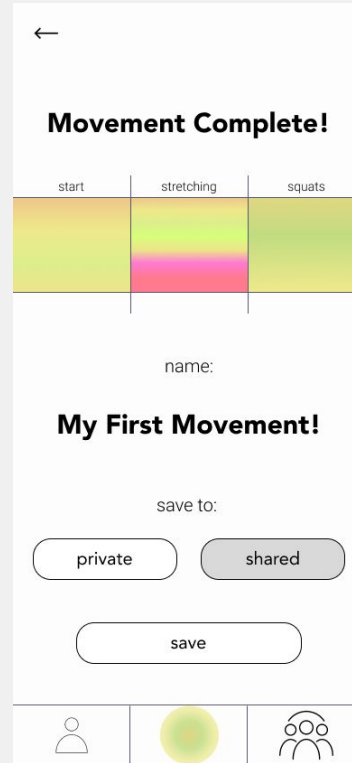 Movement Complete!
start stretching squats
name:
My First Movement!
save to:
private shared
save